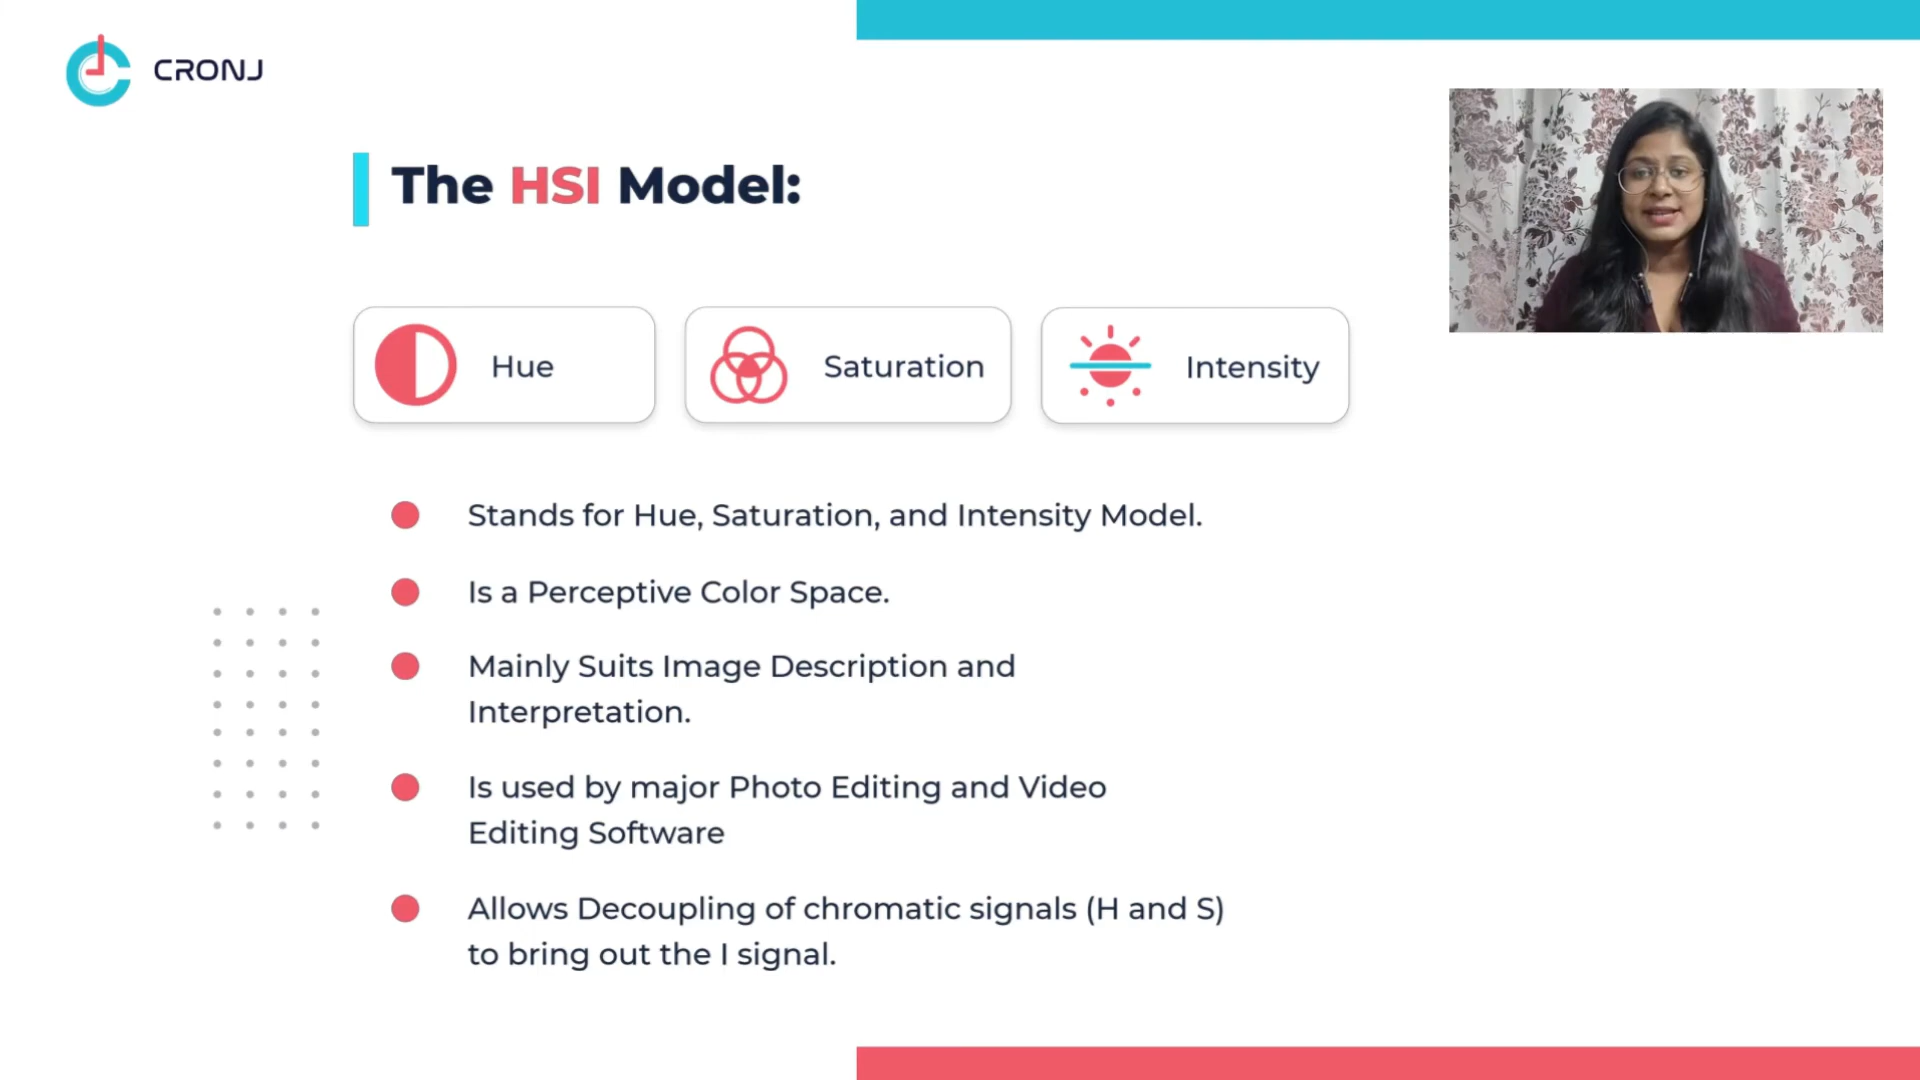 CRONJ
The HSI Model:
Hue
Saturation
Intensity
Stands for Hue, Saturation, and Intensity Model.
Is a Perceptive Color Space.
Mainly Suits Image Description and
Interpretation.
Is used by major Photo Editing and Video
Editing Software
Allows Decoupling of chromatic signals (H and S)
to bring out the I signal.